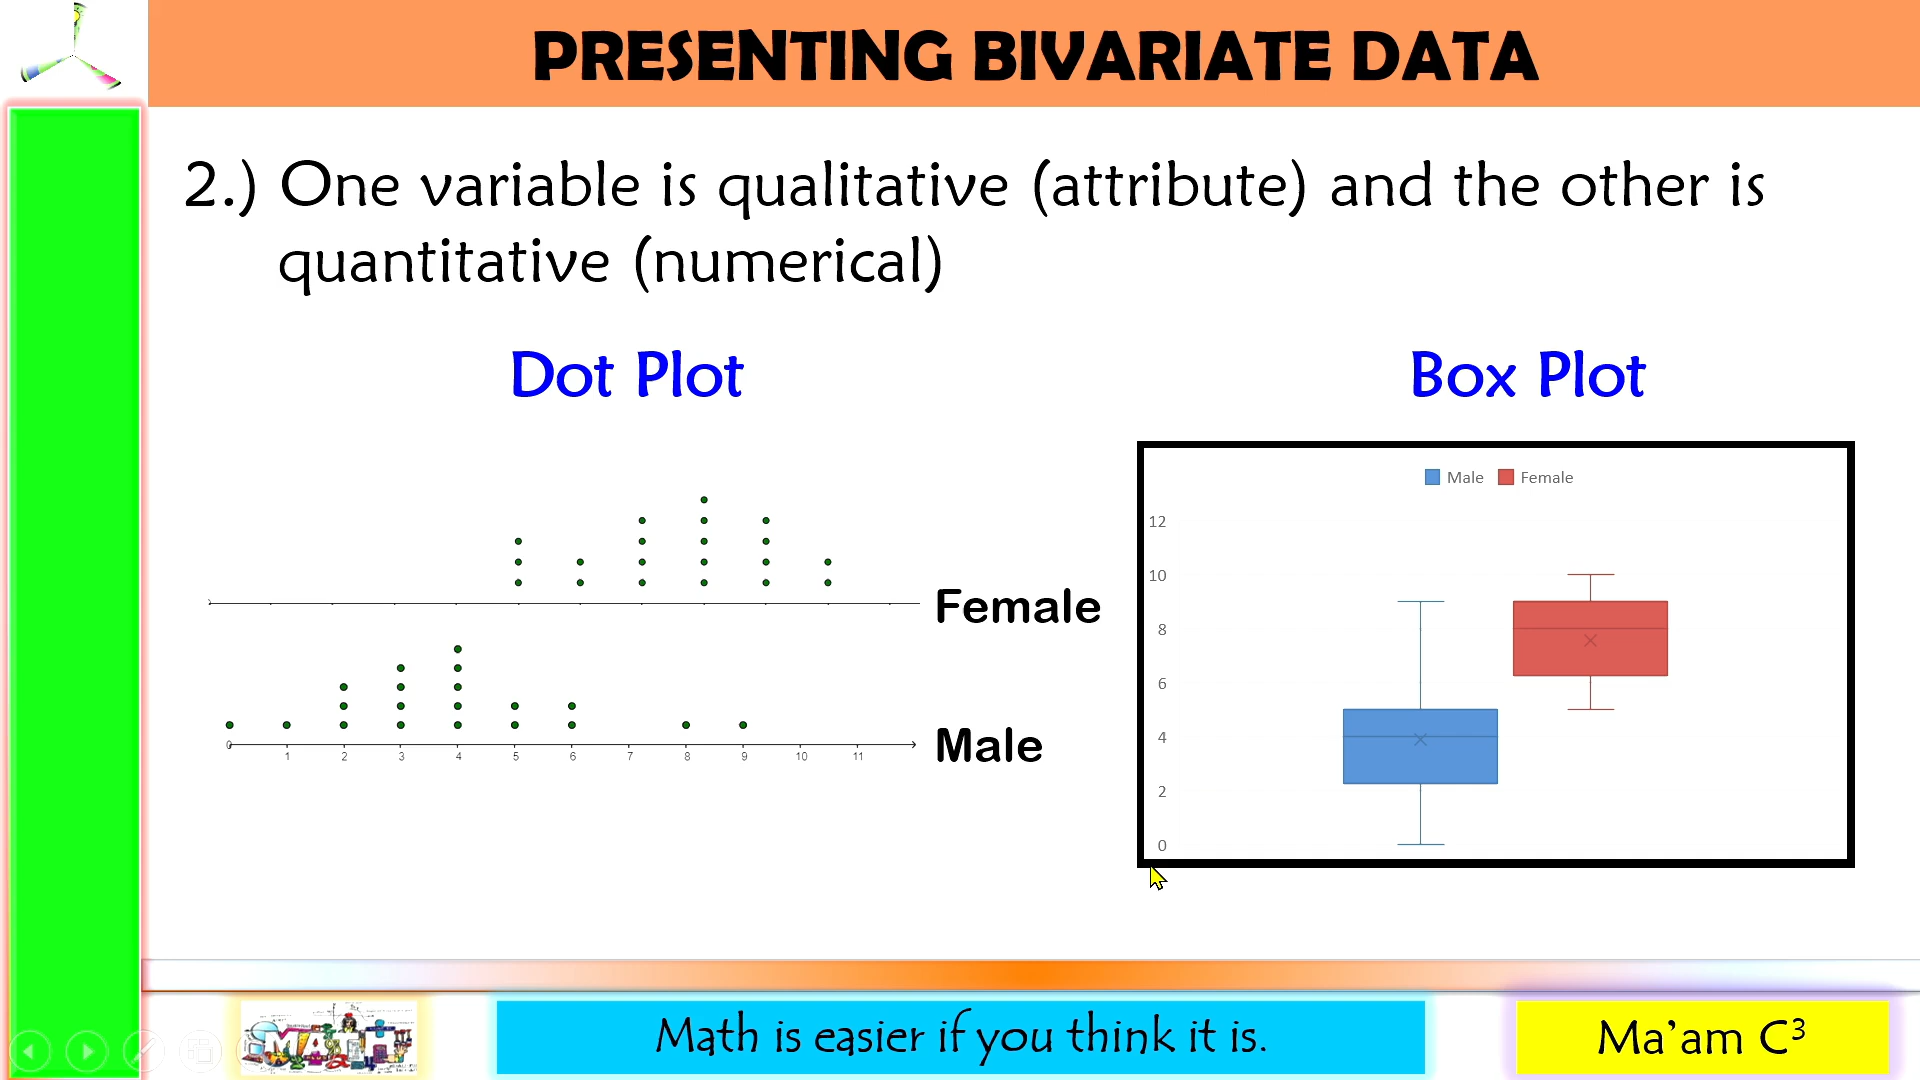 PRESENTING BIVARIATE DATA
2.) One variable is qualitative (attribute) and the other is
quantitative (numerical)
Dot Plot
Box Plot
Female
Male
0 1 2 3 4 5 6 7 8 9 10 11
Male Female
12
10
8
6
4
2
0
MATH
Math is easier if you think it is.
Ma’am C³